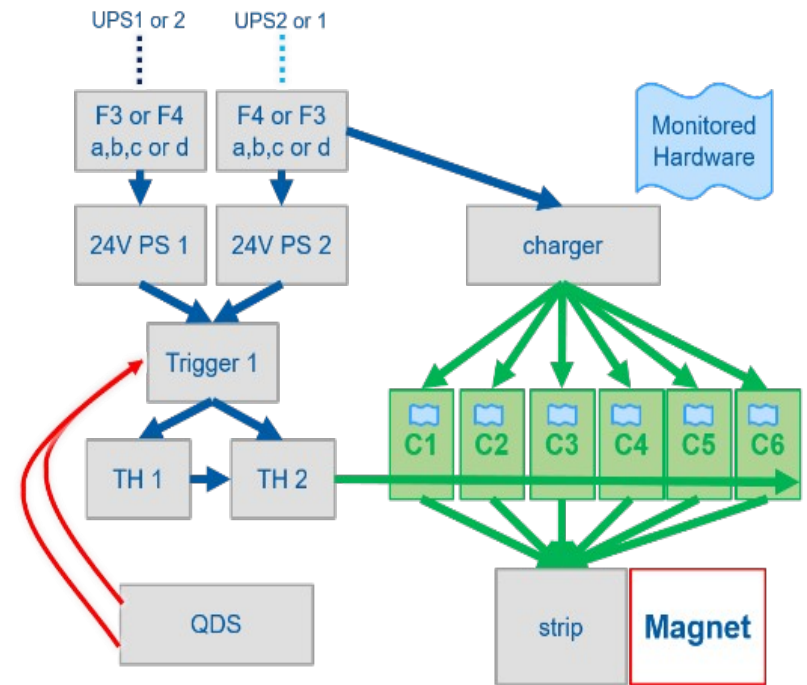 UPS1 or 2
UPS2 or 1
F3 or F4
a,b,c or d
F4 or F3
a,b,c or d
Monitored
Hardware
24V PS 1
24V PS 2
charger
Trigger 1
C1
C2
C3
C4
C5
C6
TH 1
TH 2
QDS
strip
Magnet